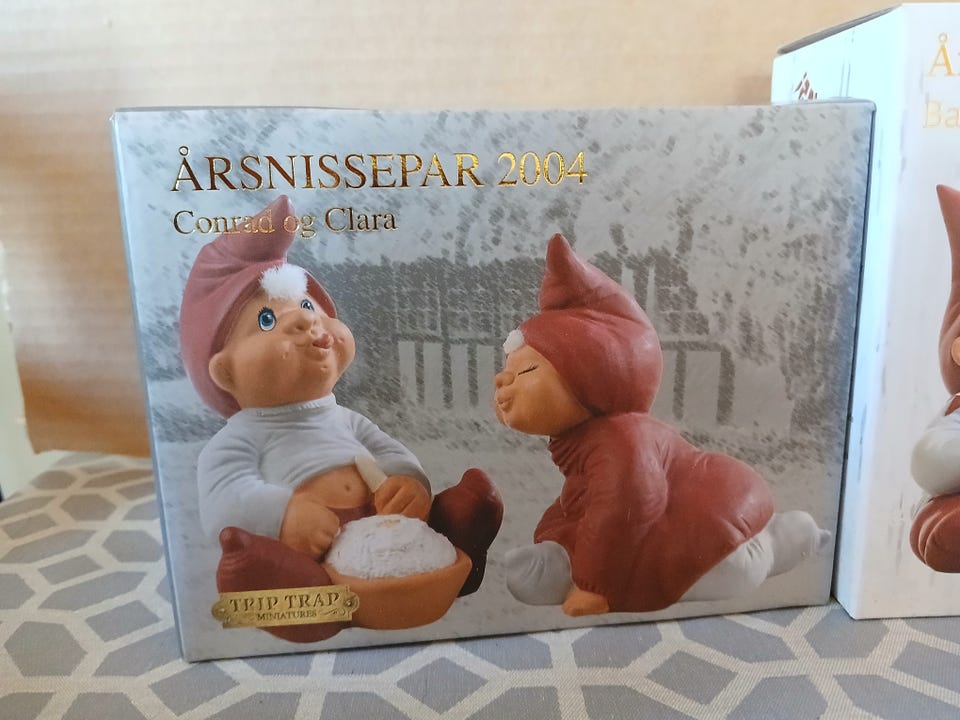 ÅRSNISSEPAR 2004
Conrad og Clara
TRIP TRAP
MINIATURES